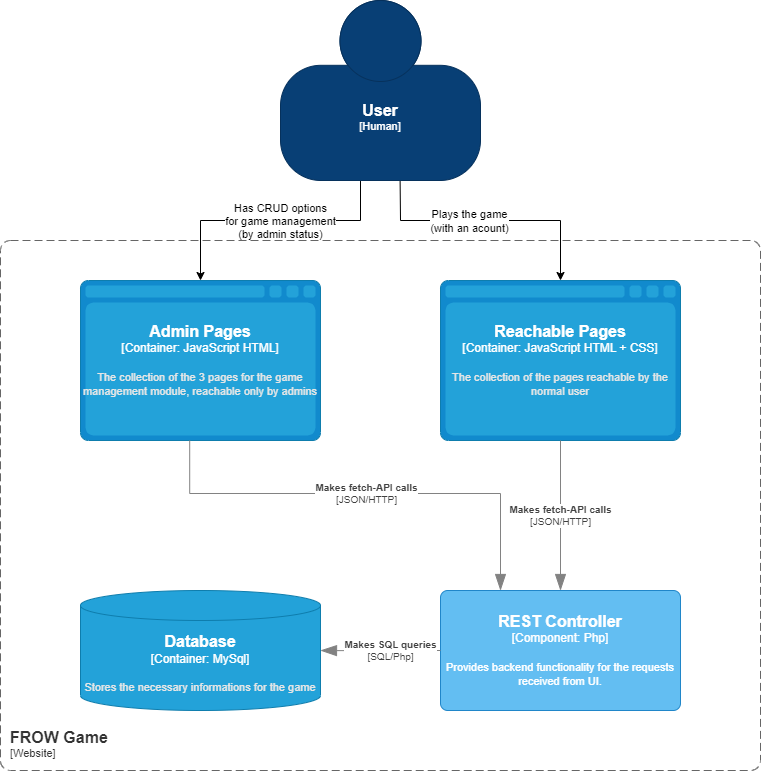 User
[Human]
Has CRUD options
for game management
(by admin status)
Plays the game
(with an acount)
Admin Pages
[Container: JavaScript HTML]
The collection of the 3 pages for the game
management module, reachable only by admins
Reachable Pages
[Container: JavaScript HTML + CSS]
The collection of the pages reachable by the
normal user
Makes fetch-API calls
[JSON/HTTP]
Makes fetch-API calls
[JSON/HTTP]
Database
[Container: MySql]
Stores the necessary informations for the game
Makes SQL queries
[SQL/Php]
REST Controller
[Component: Php]
Provides backend functionality for the requests
received from UI.
FROW Game
[Website]